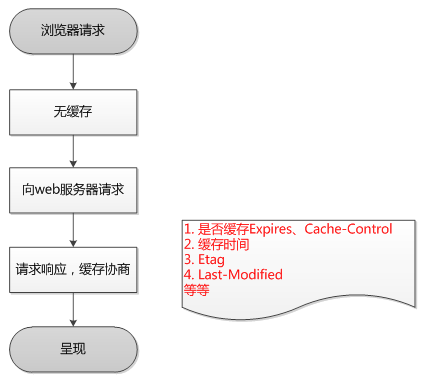 浏览器请求
无缓存
向web服务器请求
请求响应，缓存协商
呈现
1. 是否缓存Expires、Cache-Control
2. 缓存时间
3. Etag
4. Last-Modified
等等